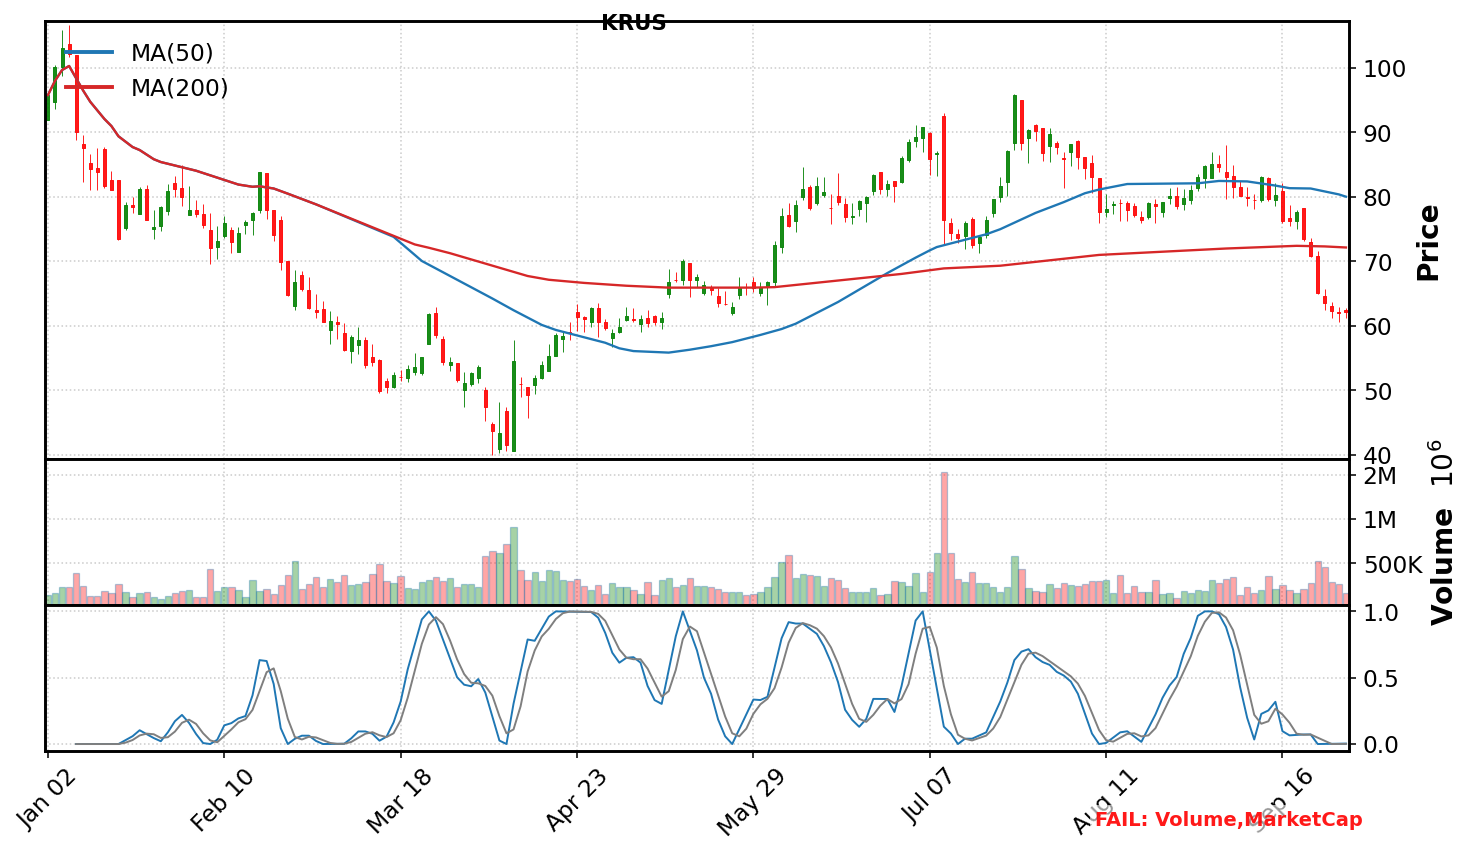 KRUS
MA(50)
MA(200)
100
90
80
70
60
50
40
Price
2M
1M
500K
Volume 10^6
1.0
0.5
0.0
Jan 02
Feb 10
Mar 18
Apr 23
May 29
Jul 07
Aug 11
Sep 16
FAIL: Volume,MarketCap